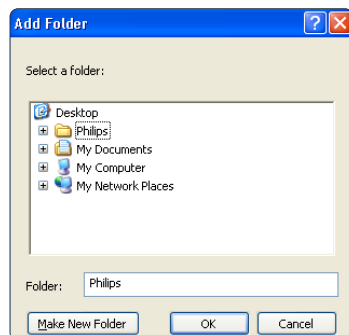 Add Folder
Select a folder:
Desktop
Philips
My Documents
My Computer
My Network Places
Folder: Philips
Make New Folder OK Cancel